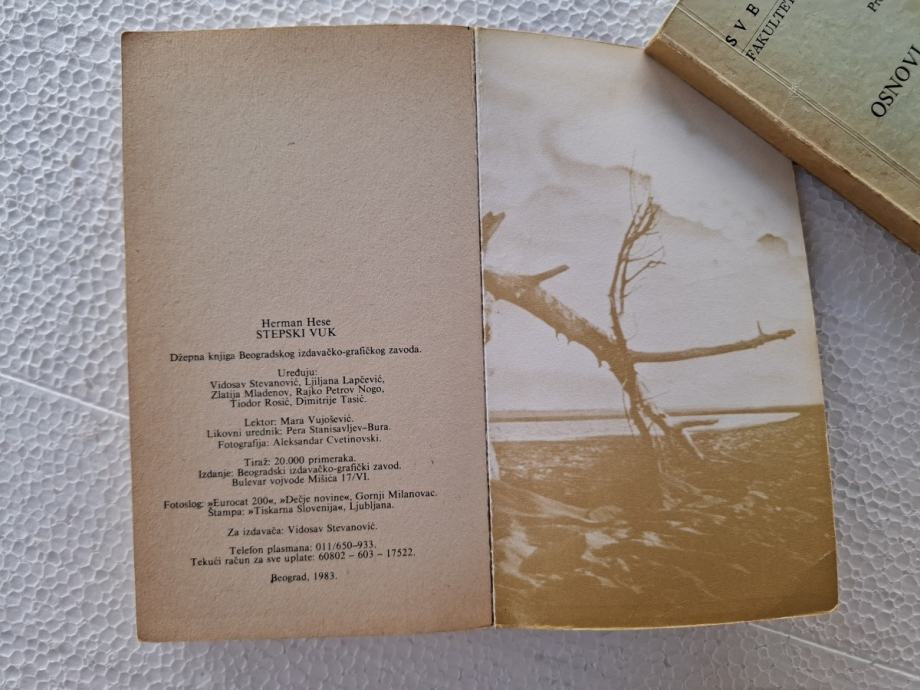 Herman Hese
STEPSKI VUK
Džepna knjiga Beogradskog izdavačko-grafičkog zavoda.
Uređuju:
Vidosav Stevanović, Ljiljana Lapčević,
Zlatija Mladenov, Rajko Petrov Nogo,
Tiodor Rosić, Dimitrije Tasić.
Lektor: Mara Vujošević.
Likovni urednik: Pera Stanisavljev–Bura.
Fotografija: Aleksandar Cvetinovski.
Tiraž: 20.000 primeraka.
Izdanje: Beogradski izdavačko-grafički zavod.
Bulevar vojvode Mišića 17/VI.
Fotoslog: »Eurocat 200«, »Dečje novine«, Gornji Milanovac.
Štampa: »Tiskarna Slovenija«, Ljubljana.
Za izdavača: Vidosav Stevanović.
Telefon plasmana: 011/650–933.
Tekući račun za sve uplate: 60802 – 603 – 17522.
Beograd, 1983.
FAKULTE
OSNOVI